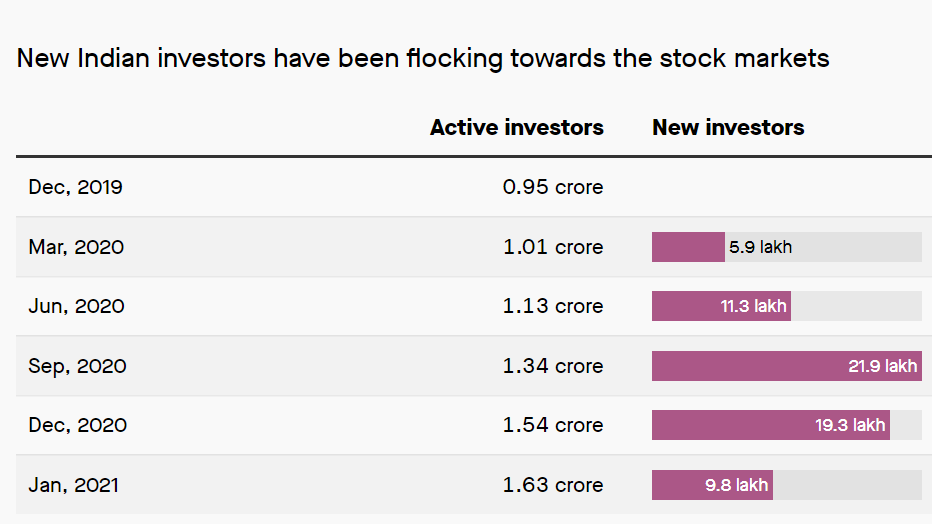 New Indian investors have been flocking towards the stock markets
Active investors New investors
Dec, 2019 0.95 crore
Mar, 2020 1.01 crore 5.9 lakh
Jun, 2020 1.13 crore 11.3 lakh
Sep, 2020 1.34 crore 21.9 lakh
Dec, 2020 1.54 crore 19.3 lakh
Jan, 2021 1.63 crore 9.8 lakh